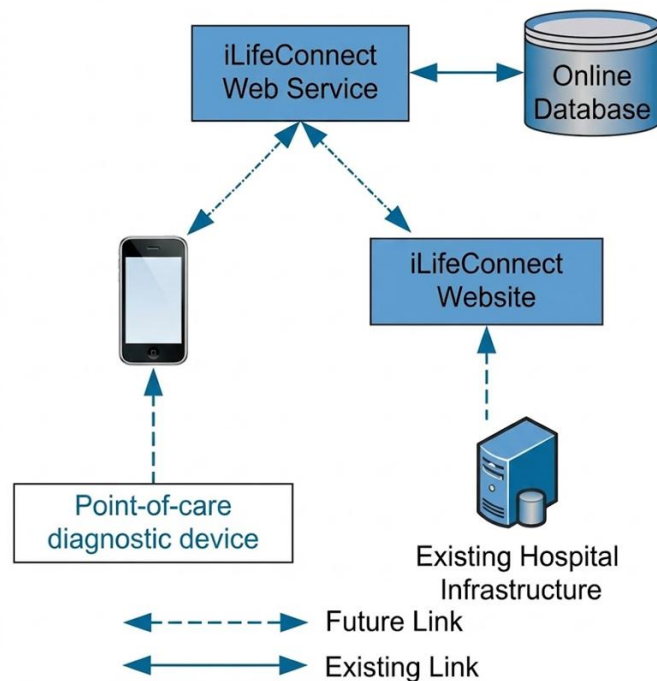 iLifeConnect
Web Service
Online
Database
iLifeConnect
Website
Point-of-care
diagnostic device
Existing Hospital
Infrastructure
Future Link
Existing Link